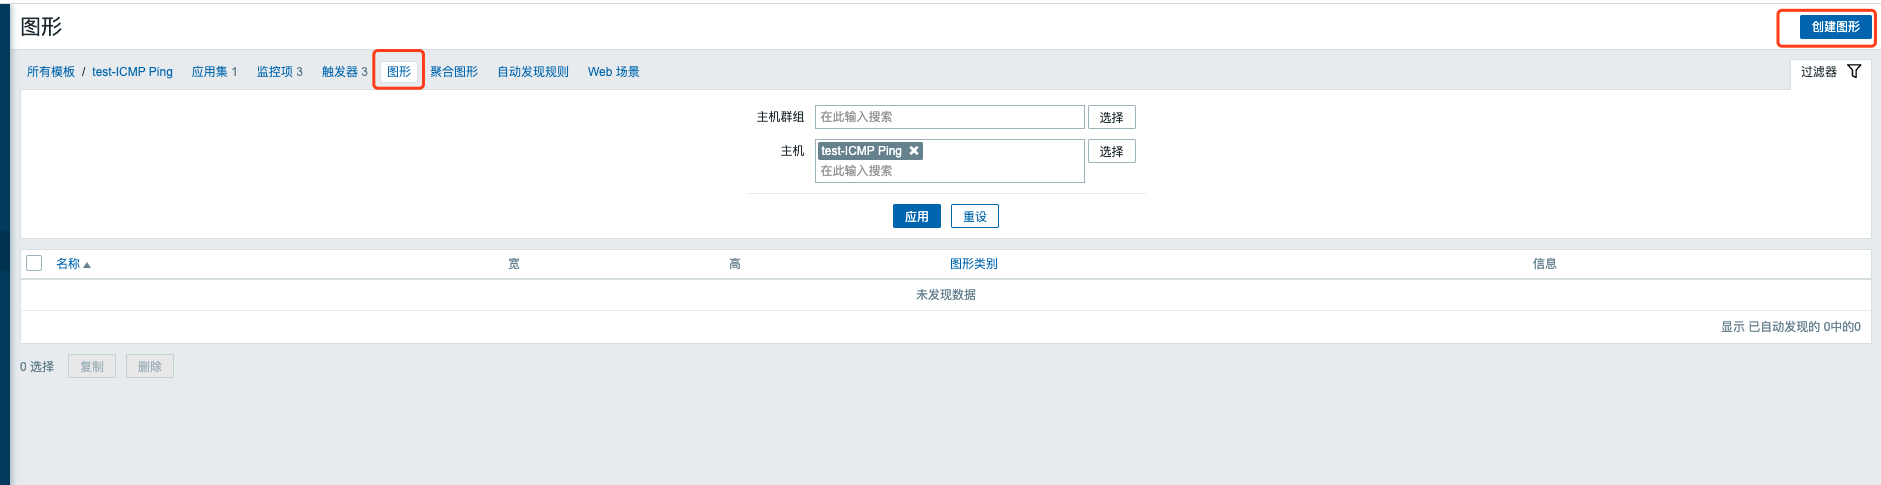 图形
创建图形
所有模板 / test-ICMP Ping 应用集 1 监控项 3 触发器 3 图形 聚合图形 自动发现规则 Web 场景 过滤器
主机群组 在此输入搜索 选择
主机 test-ICMP Ping 选择
在此输入搜索
应用 重设
名称 宽 高 图形类别 信息
未发现数据
显示 已自动发现的 0中的0
0 选择 复制 删除